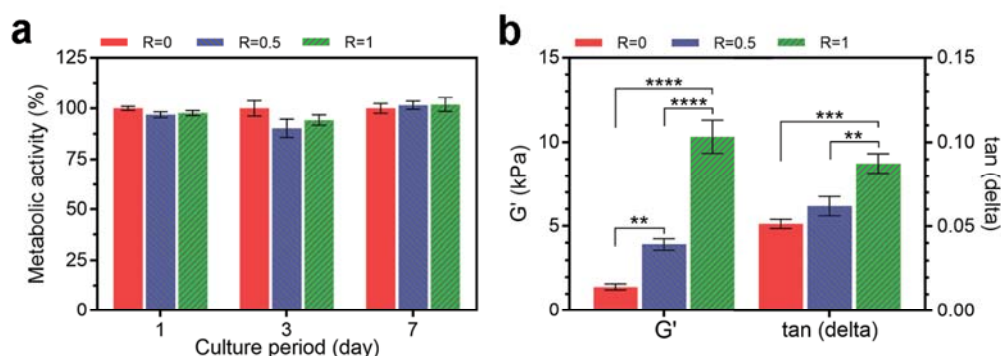 a
R=0 R=0.5 R=1
Metabolic activity (%)
125
100
75
50
25
0
1 3 7
Culture period (day)
b
R=0 R=0.5 R=1
G' (kPa)
15
10
5
0
****
****
**
***
**
0.15
0.10
0.05
0.00
tan (delta)
G' tan (delta)